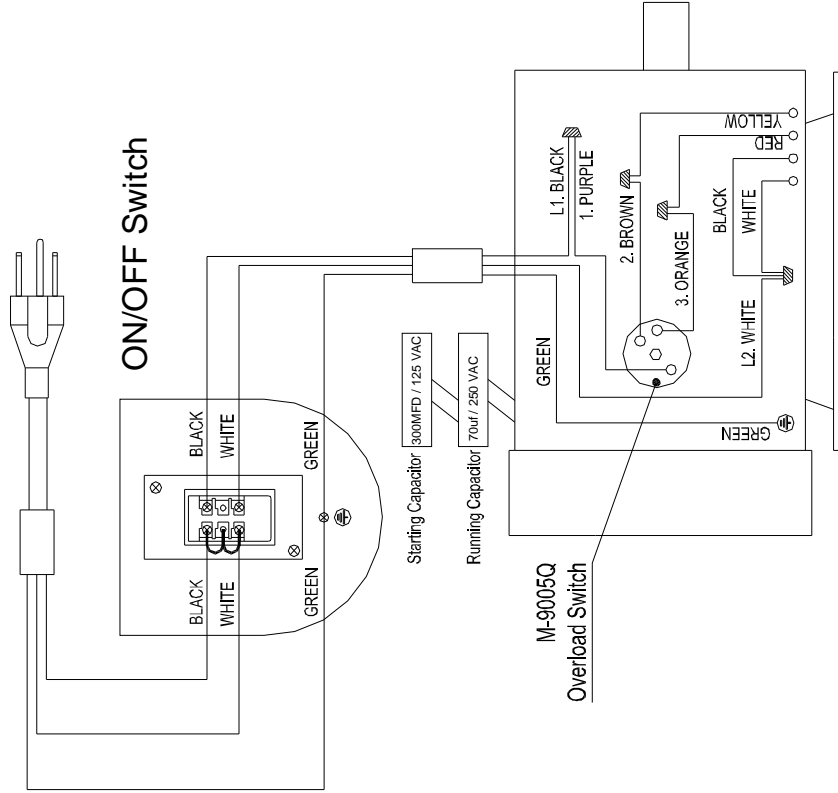 ON/OFF Switch
BLACK
WHITE
GREEN
BLACK
WHITE
GREEN
Starting Capacitor
300MFD / 125 VAC
Running Capacitor
70uf / 250 VAC
M-9005Q
Overload Switch
GREEN
L1. BLACK
1. PURPLE
2. BROWN
3. ORANGE
L2. WHITE
BLACK
WHITE
RED
YELLOW
GREEN